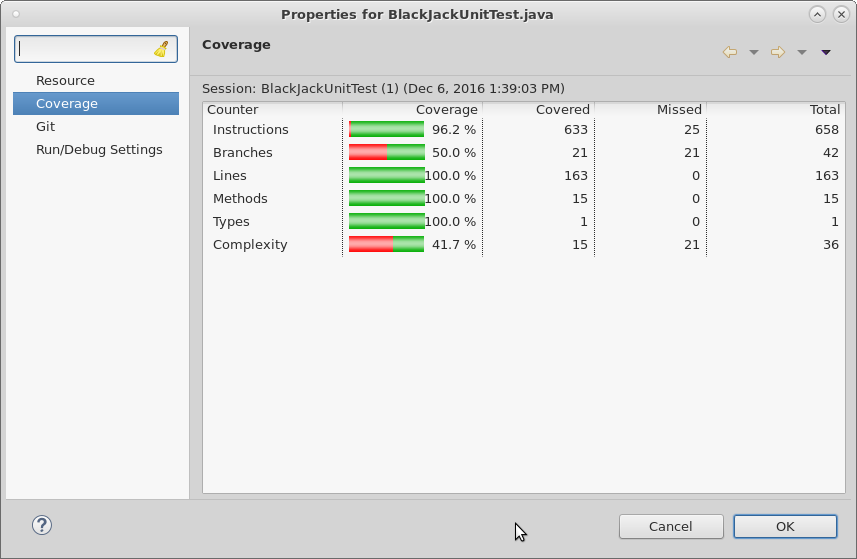 Properties for BlackJackUnitTest.java
Resource
Coverage
Git
Run/Debug Settings
Coverage
Session: BlackJackUnitTest (1) (Dec 6, 2016 1:39:03 PM)
Counter Coverage Covered Missed Total
Instructions 96.2 % 633 25 658
Branches 50.0 % 21 21 42
Lines 100.0 % 163 0 163
Methods 100.0 % 15 0 15
Types 100.0 % 1 0 1
Complexity 41.7 % 15 21 36
?
Cancel OK